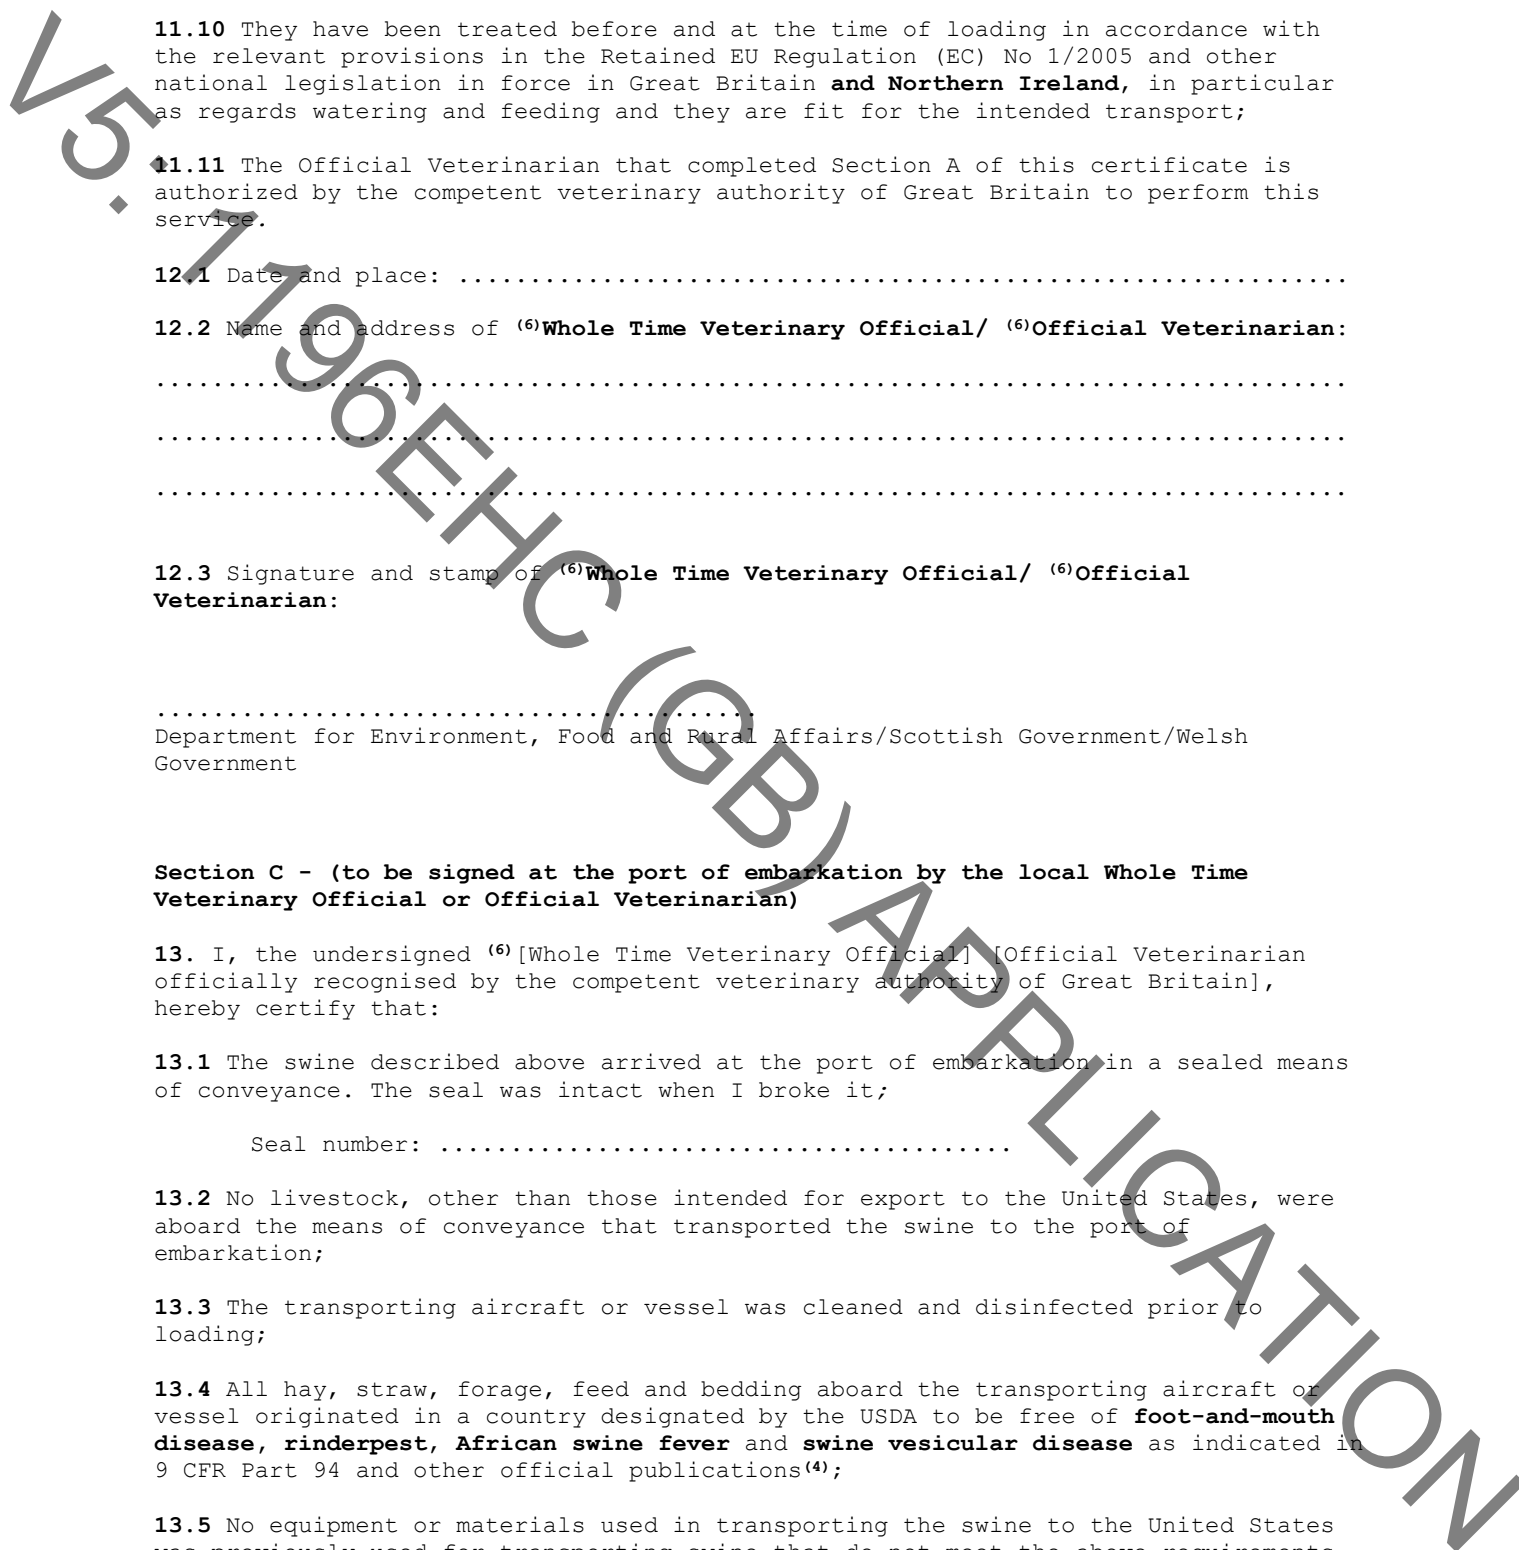 11.10 They have been treated before and at the time of loading in accordance with
the relevant provisions in the Retained EU Regulation (EC) No 1/2005 and other
national legislation in force in Great Britain and Northern Ireland, in particular
as regards watering and feeding and they are fit for the intended transport;
11.11 The Official Veterinarian that completed Section A of this certificate is
authorized by the competent veterinary authority of Great Britain to perform this
service.
12.1 Date and place: ..............................................................
12.2 Name and address of (6)Whole Time Veterinary Official/ (6)Official Veterinarian:
...................................................................................
...................................................................................
...................................................................................
12.3 Signature and stamp of (6)Whole Time Veterinary Official/ (6)Official
Veterinarian:
..........................................
Department for Environment, Food and Rural Affairs/Scottish Government/Welsh
Government
Section C - (to be signed at the port of embarkation by the local Whole Time
Veterinary Official or Official Veterinarian)
13. I, the undersigned (6)[Whole Time Veterinary Official] [Official Veterinarian
officially recognised by the competent veterinary authority of Great Britain],
hereby certify that:
13.1 The swine described above arrived at the port of embarkation in a sealed means
of conveyance. The seal was intact when I broke it;
Seal number: ........................................
13.2 No livestock, other than those intended for export to the United States, were
aboard the means of conveyance that transported the swine to the port of
embarkation;
13.3 The transporting aircraft or vessel was cleaned and disinfected prior to
loading;
13.4 All hay, straw, forage, feed and bedding aboard the transporting aircraft or
vessel originated in a country designated by the USDA to be free of foot-and-mouth
disease, rinderpest, African swine fever and swine vesicular disease as indicated in
9 CFR Part 94 and other official publications(4);
13.5 No equipment or materials used in transporting the swine to the United States
was previously used for transporting swine that do not meet the above requirements
V5: 1196EHC (GB) APPLICATION